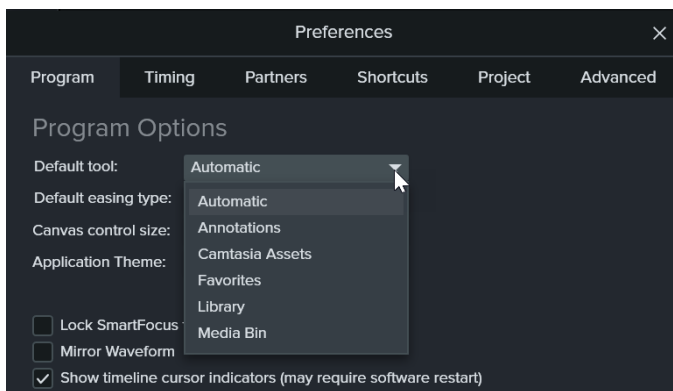 Preferences
Program Timing Partners Shortcuts Project Advanced
Program Options
Default tool: Automatic
Default easing type: Automatic
Annotations
Canvas control size:
Camtasia Assets
Application Theme:
Favorites
Library
Lock SmartFocus
Media Bin
Mirror Waveform
Show timeline cursor indicators (may require software restart)